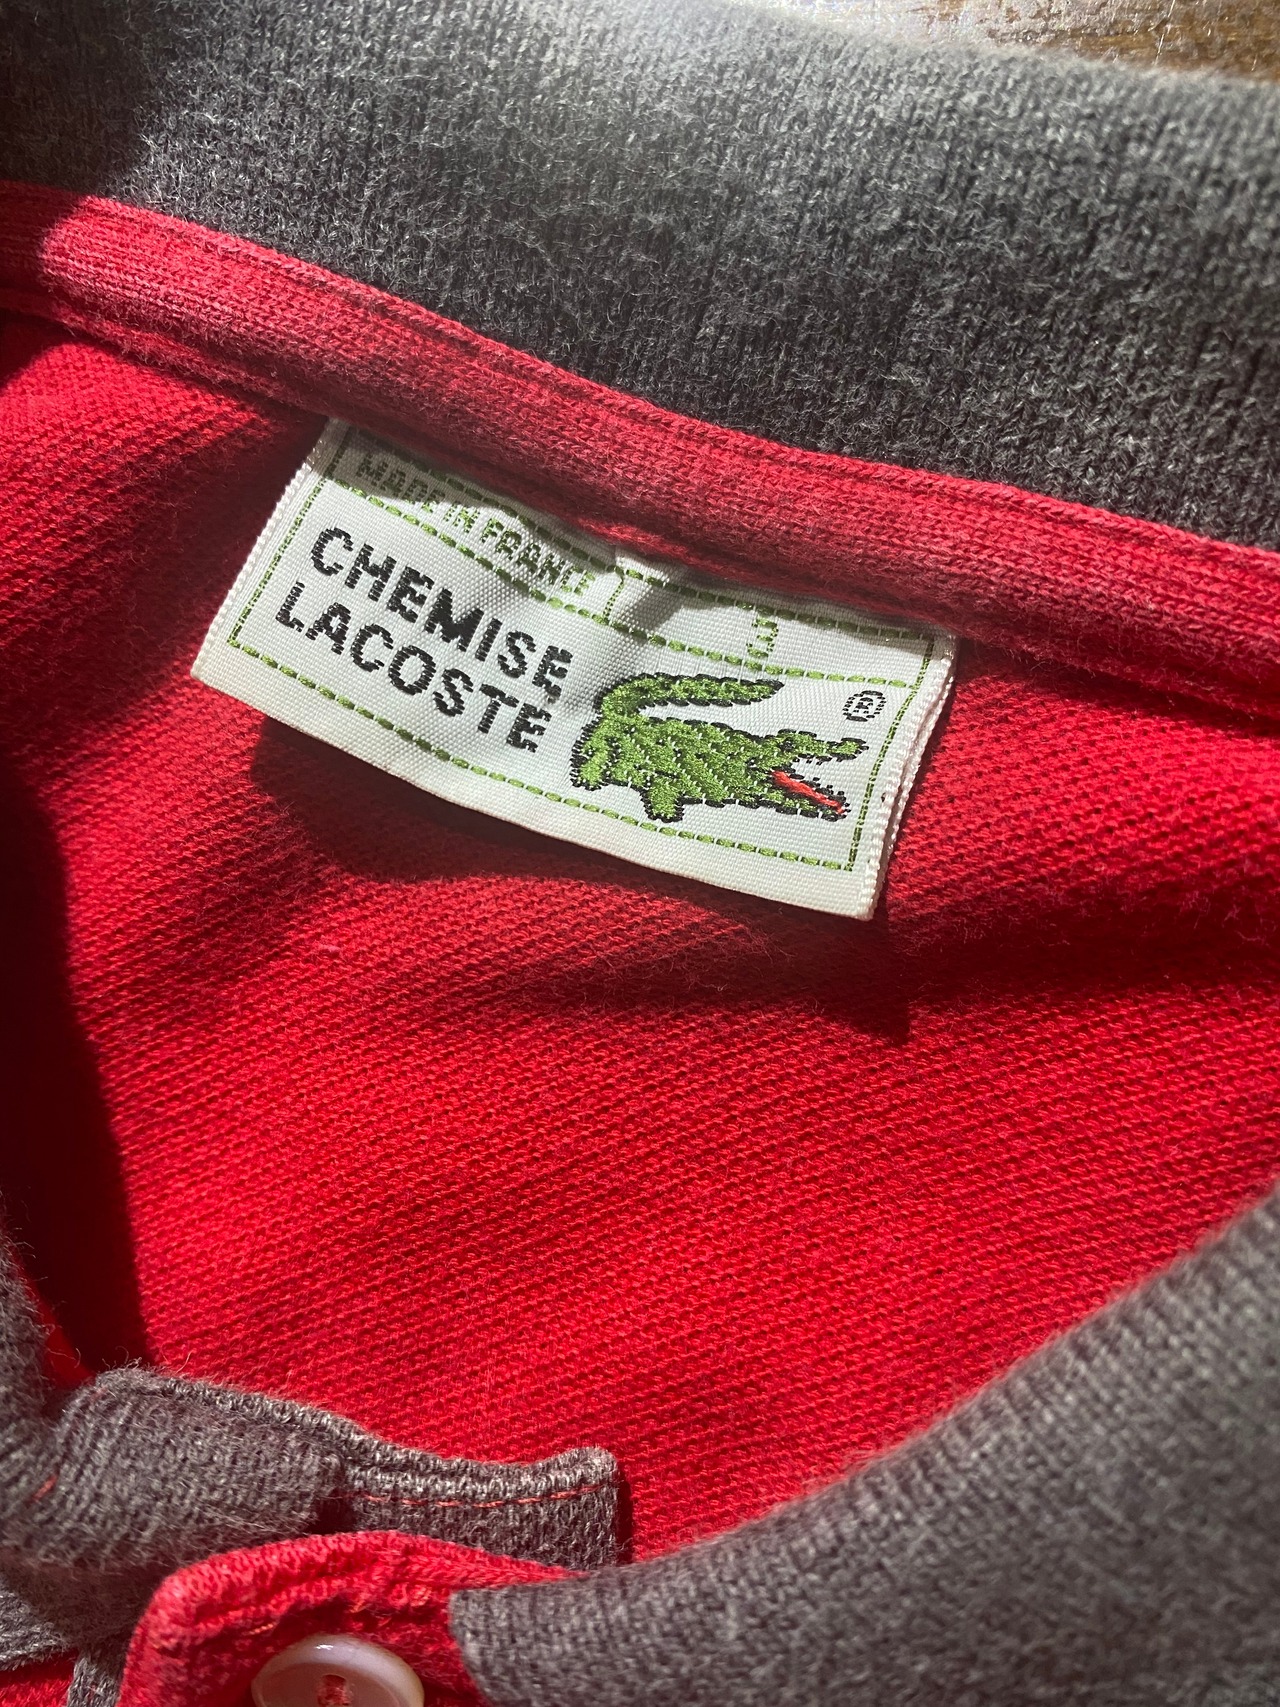 MADE IN FRANCE 3
CHEMISE
LACOSTE
®